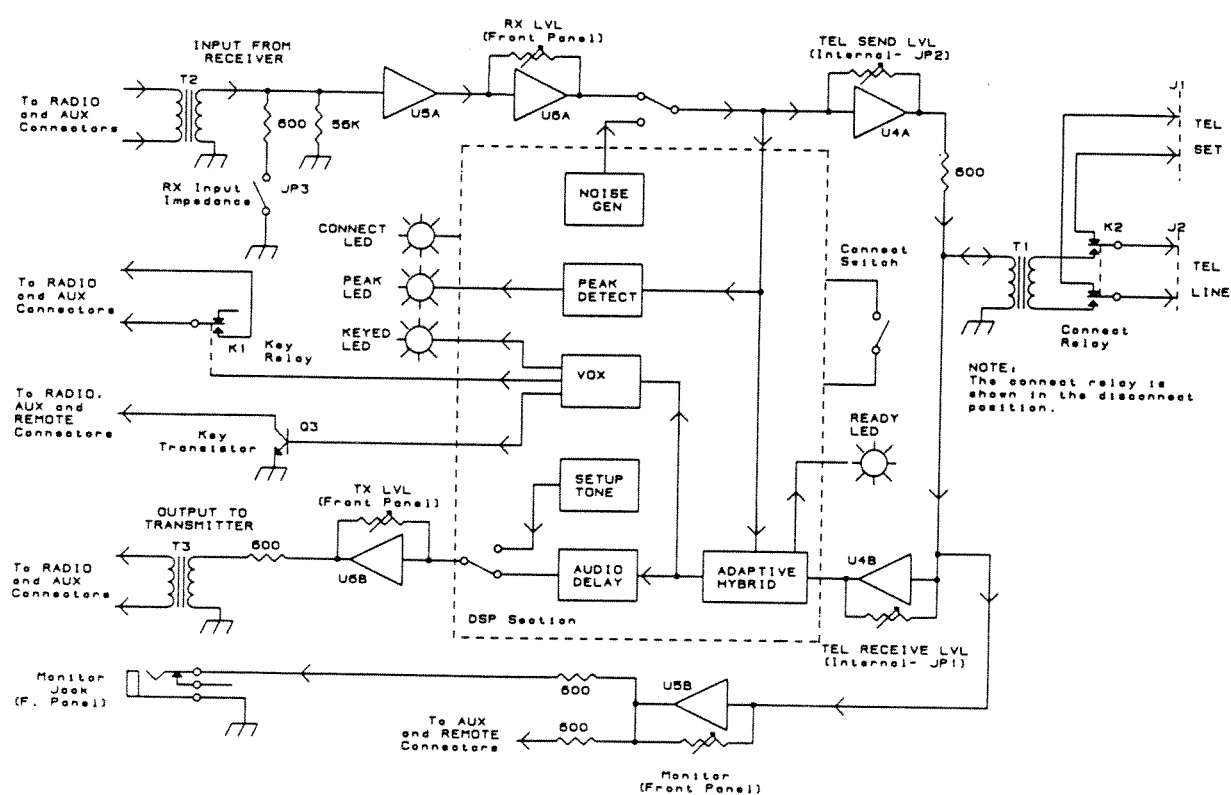 RX LVL
(Front Panel)
TEL SEND LVL
(Internal- JP2)
INPUT FROM
RECEIVER
T2
To RADIO
and AUX
Connectors
600
56K
U5A
U6A
U4A
J1
TEL
SET
RX Input
Impedance
JP3
NOISE
GEN
600
CONNECT
LED
Connect
Switch
T1
K2
J2
TEL
LINE
To RADIO
and AUX
Connectors
PEAK
LED
PEAK
DETECT
K1
Key
Relay
KEYED
LED
VOX
Connect
Relay
NOTE:
The connect relay is
shown in the disconnect
position.
To RADIO,
AUX and
REMOTE
Connectors
Key
Transistor
Q3
READY
LED
SETUP
TONE
TX LVL
(Front Panel)
OUTPUT TO
TRANSMITTER
T3
600
U6B
To RADIO
and AUX
Connectors
AUDIO
DELAY
ADAPTIVE
HYBRID
U4B
DSP Section
TEL RECEIVE LVL
(Internal- JP1)
Monitor
Jack
(F. Panel)
600
U5B
To AUX
and REMOTE
Connectors
600
Monitor
(Front Panel)